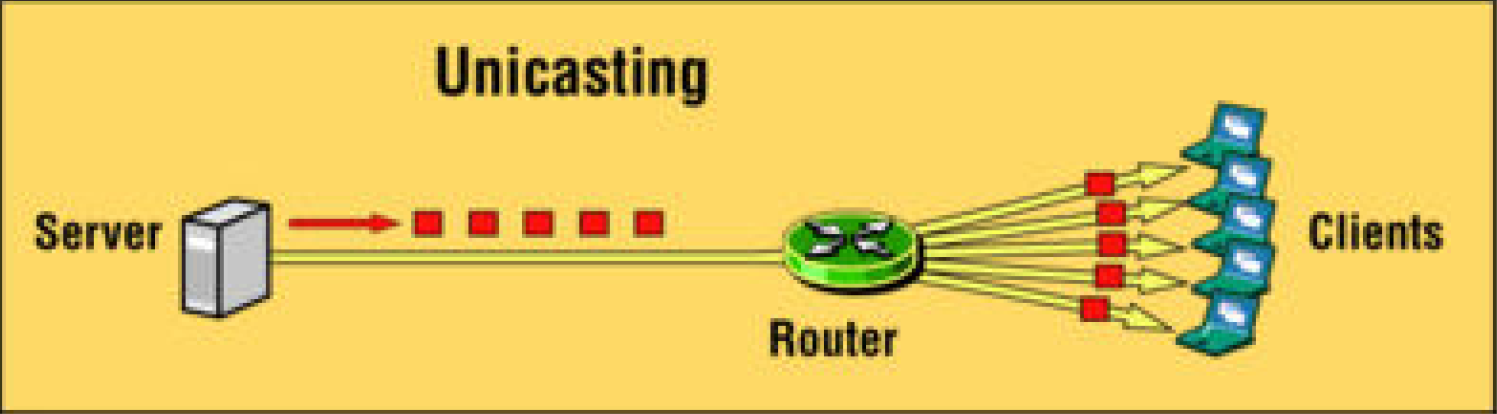 Unicasting
Server
Clients
Router